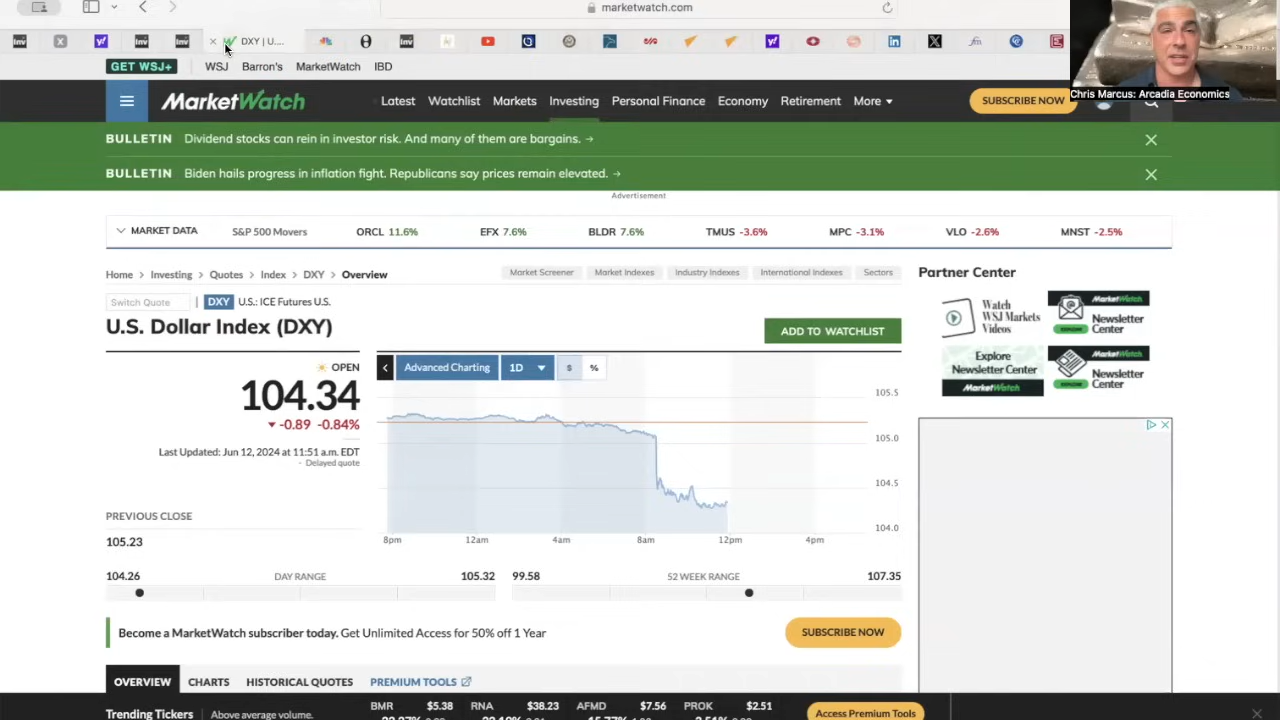 marketwatch.com
Inv
X
Inv
Inv
DXY | U....
Inv
GET WSJ+
WSJ
Barron's
MarketWatch
IBD
Chris Marcus: Arcadia Economics
MarketWatch
Latest
Watchlist
Markets
Investing
Personal Finance
Economy
Retirement
More
SUBSCRIBE NOW
BULLETIN Dividend stocks can rein in investor risk. And many of them are bargains. →
BULLETIN Biden hails progress in inflation fight. Republicans say prices remain elevated. →
Advertisement
MARKET DATA
S&P 500 Movers
ORCL 11.6%
EFX 7.6%
BLDR 7.6%
TMUS -3.6%
MPC -3.1%
VLO -2.6%
MNST -2.5%
Home › Investing › Quotes › Index › DXY › Overview
Market Screener
Market Indexes
Industry Indexes
International Indexes
Sectors
Switch Quote
DXY U.S.: ICE Futures U.S.
U.S. Dollar Index (DXY)
ADD TO WATCHLIST
OPEN
104.34
-0.89 -0.84%
Last Updated: Jun 12, 2024 at 11:51 a.m. EDT
- Delayed quote
PREVIOUS CLOSE
105.23
Advanced Charting
1D
$
%
105.5
105.0
104.5
104.0
8pm
12am
4am
8am
12pm
4pm
104.26
DAY RANGE
105.32
99.58
52 WEEK RANGE
107.35
Become a MarketWatch subscriber today. Get Unlimited Access for 50% off 1 Year
SUBSCRIBE NOW
OVERVIEW
CHARTS
HISTORICAL QUOTES
PREMIUM TOOLS
Partner Center
Watch
WSJ Markets
Videos
MarketWatch
Newsletter
Center
Explore
Newsletter Center
MarketWatch
MarketWatch
Newsletter
Center
Trending Tickers
Above average volume.
BMR $5.38
RNA $38.23
AFMD $7.56
PROK $2.51
Access Premium Tools